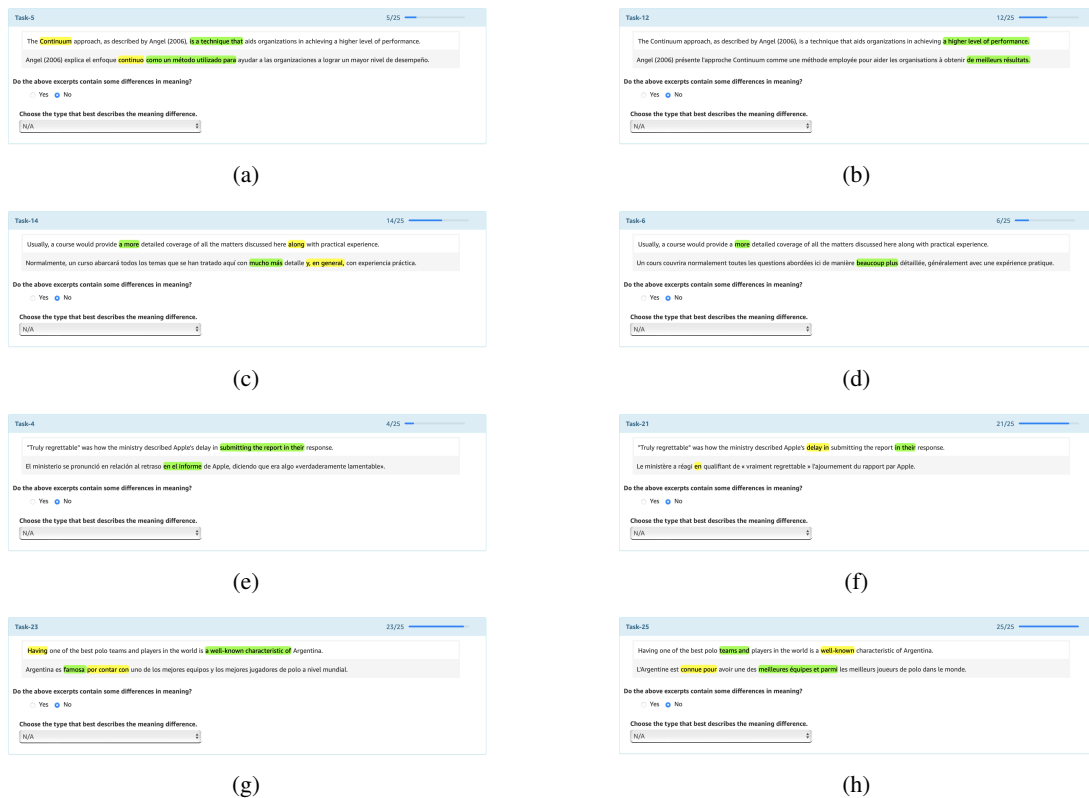 Task-5 5/25
The Continuum approach, as described by Angel (2006), is a technique that aids organizations in achieving a higher level of performance.
Angel (2006) explica el enfoque continuo como un método utilizado para ayudar a las organizaciones a lograr un mayor nivel de desempeño.
Do the above excerpts contain some differences in meaning?
Yes No
Choose the type that best describes the meaning difference.
N/A
(a)
Task-12 12/25
The Continuum approach, as described by Angel (2006), is a technique that aids organizations in achieving a higher level of performance.
Angel (2006) présente l'approche Continuum comme une méthode employée pour aider les organisations à obtenir de meilleurs résultats.
Do the above excerpts contain some differences in meaning?
Yes No
Choose the type that best describes the meaning difference.
N/A
(b)
Task-14 14/25
Usually, a course would provide a more detailed coverage of all the matters discussed here along with practical experience.
Normalmente, un curso abarcará todos los temas que se han tratado aquí con mucho más detalle y, en general, con experiencia práctica.
Do the above excerpts contain some differences in meaning?
Yes No
Choose the type that best describes the meaning difference.
N/A
(c)
Task-6 6/25
Usually, a course would provide a more detailed coverage of all the matters discussed here along with practical experience.
Un cours couvrira normalement toutes les questions abordées ici de manière beaucoup plus détaillée, généralement avec une expérience pratique.
Do the above excerpts contain some differences in meaning?
Yes No
Choose the type that best describes the meaning difference.
N/A
(d)
Task-4 4/25
"Truly regrettable" was how the ministry described Apple's delay in submitting the report in their response.
El ministerio se pronunció en relación al retraso en el informe de Apple, diciendo que era algo «verdaderamente lamentable».
Do the above excerpts contain some differences in meaning?
Yes No
Choose the type that best describes the meaning difference.
N/A
(e)
Task-21 21/25
"Truly regrettable" was how the ministry described Apple's delay in submitting the report in their response.
Le ministère a réagi en qualifiant de « vraiment regrettable » l'ajournement du rapport par Apple.
Do the above excerpts contain some differences in meaning?
Yes No
Choose the type that best describes the meaning difference.
N/A
(f)
Task-23 23/25
Having one of the best polo teams and players in the world is a well-known characteristic of Argentina.
Argentina es famosa por contar con uno de los mejores equipos y los mejores jugadores de polo a nivel mundial.
Do the above excerpts contain some differences in meaning?
Yes No
Choose the type that best describes the meaning difference.
N/A
(g)
Task-25 25/25
Having one of the best polo teams and players in the world is a well-known characteristic of Argentina.
L'Argentine est connue pour avoir une des meilleures équipes et parmi les meilleurs joueurs de polo dans le monde.
Do the above excerpts contain some differences in meaning?
Yes No
Choose the type that best describes the meaning difference.
N/A
(h)